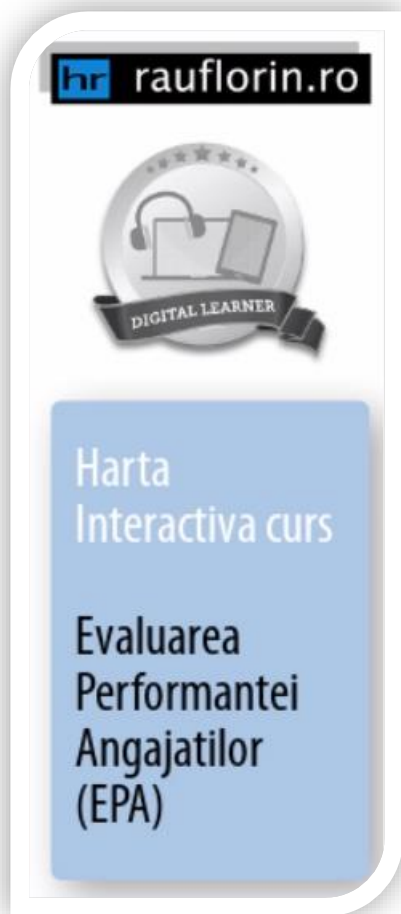 hr rauflorin.ro
DIGITAL LEARNER
Harta
Interactiva curs
Evaluarea
Performantei
Angajatilor
(EPA)